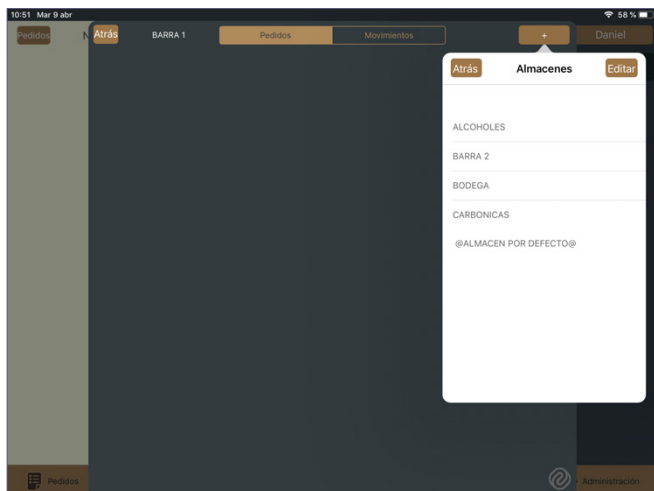 10:51 Mar 9 abr
58 %
Pedidos
N
Atrás
BARRA 1
Pedidos
Movimientos
+
Daniel
Atrás
Almacenes
Editar
ALCOHOLES
BARRA 2
BODEGA
CARBONICAS
@ALMACEN POR DEFECTO@
Pedidos
Administración